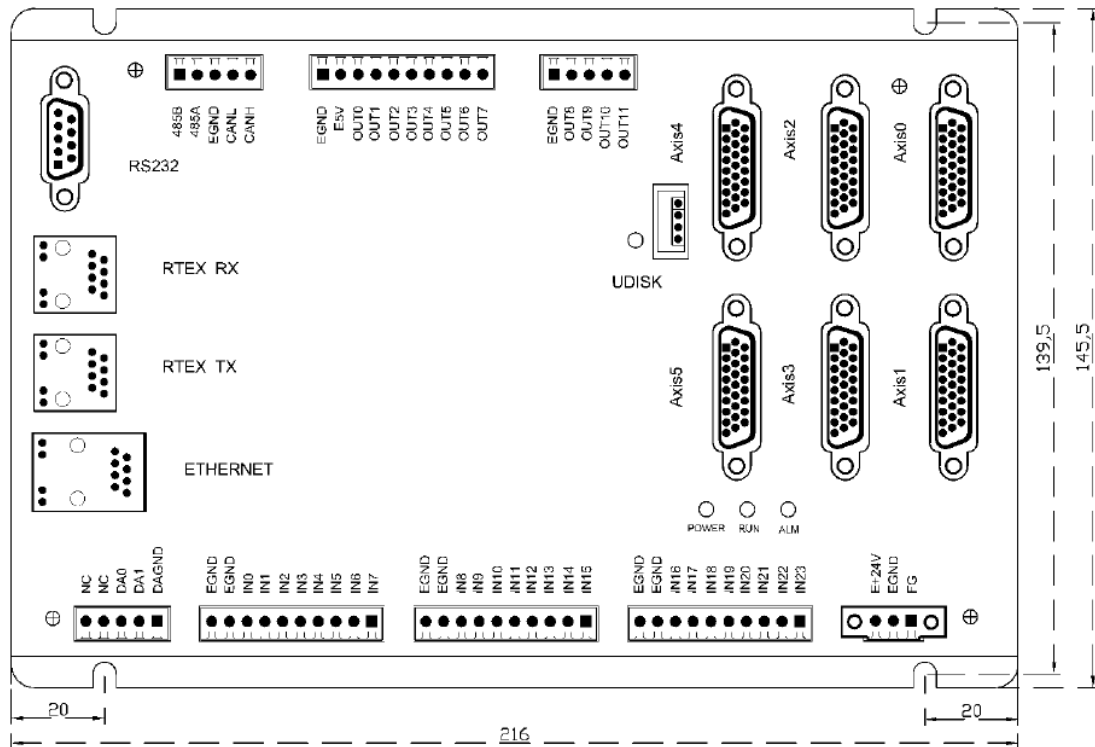 485B
485A
EGND
CANL
CANH
EGND
E5V
OUT0
OUT1
OUT2
OUT3
OUT4
OUT5
OUT6
OUT7
EGND
OUT8
OUT9
OUT10
OUT11
Axis4
Axis2
Axis0
RS232
RTEX RX
UDISK
139,5
145,5
RTEX TX
Axis5
Axis3
Axis1
ETHERNET
POWER
RUN
ALM
NC
NC
DA0
DA1
DAGND
EGND
EGND
IN0
IN1
IN2
IN3
IN4
IN5
IN6
IN7
EGND
EGND
IN8
IN9
IN10
IN11
IN12
IN13
IN14
IN15
EGND
EGND
IN16
IN17
IN18
IN19
IN20
IN21
IN22
IN23
E+24V
EGND
FG
20
20
216